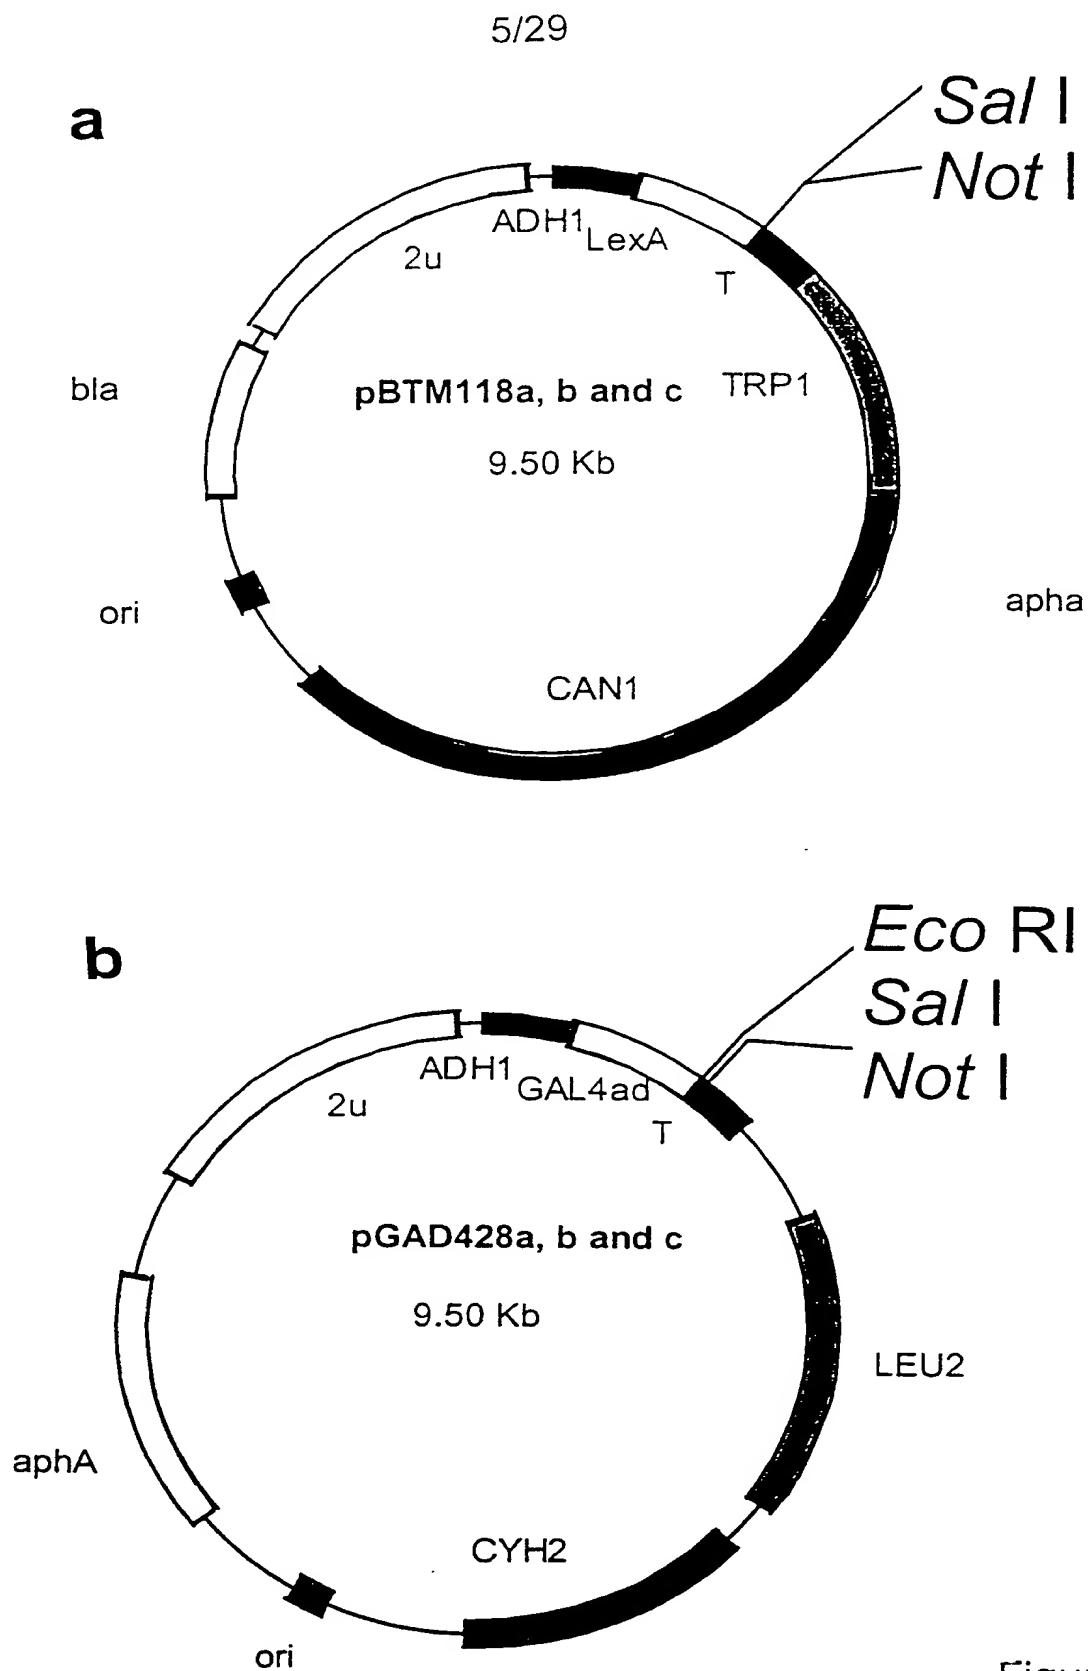 5/29
a
Sal I
Not I
ADH1
LexA
2u
T
bla
pBTM118a, b and c
TRP1
9.50 Kb
ori
apha
CAN1
b
Eco RI
Sal I
Not I
ADH1
GAL4ad
2u
T
pGAD428a, b and c
9.50 Kb
LEU2
aphA
CYH2
ori